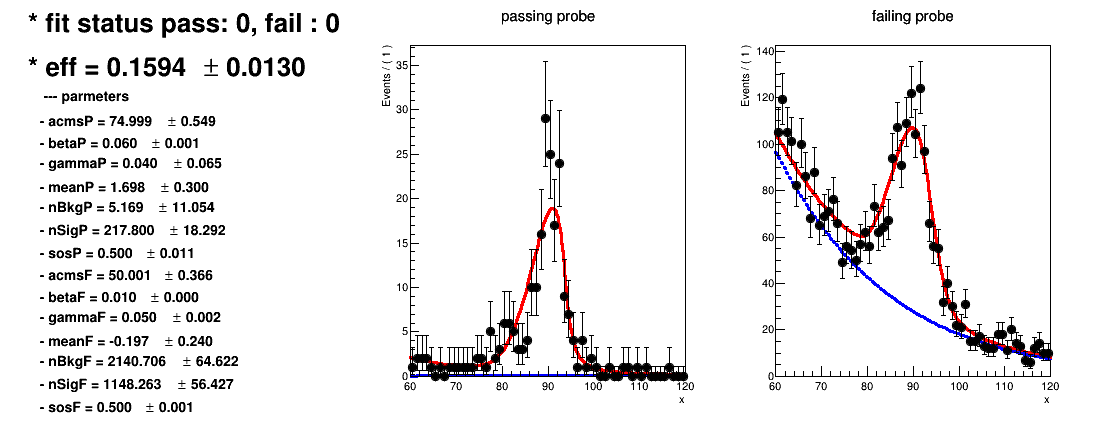 * fit status pass: 0, fail : 0
* eff = 0.1594 ± 0.0130
--- parmeters
- acmsP = 74.999 ± 0.549
- betaP = 0.060 ± 0.001
- gammaP = 0.040 ± 0.065
- meanP = 1.698 ± 0.300
- nBkgP = 5.169 ± 11.054
- nSigP = 217.800 ± 18.292
- sosP = 0.500 ± 0.011
- acmsF = 50.001 ± 0.366
- betaF = 0.010 ± 0.000
- gammaF = 0.050 ± 0.002
- meanF = -0.197 ± 0.240
- nBkgF = 2140.706 ± 64.622
- nSigF = 1148.263 ± 56.427
- sosF = 0.500 ± 0.001
passing probe
Events / ( 1 )
35
30
25
20
15
10
5
0
60 70 80 90 100 110 120
x
failing probe
Events / ( 1 )
140
120
100
80
60
40
20
0
60 70 80 90 100 110 120
x